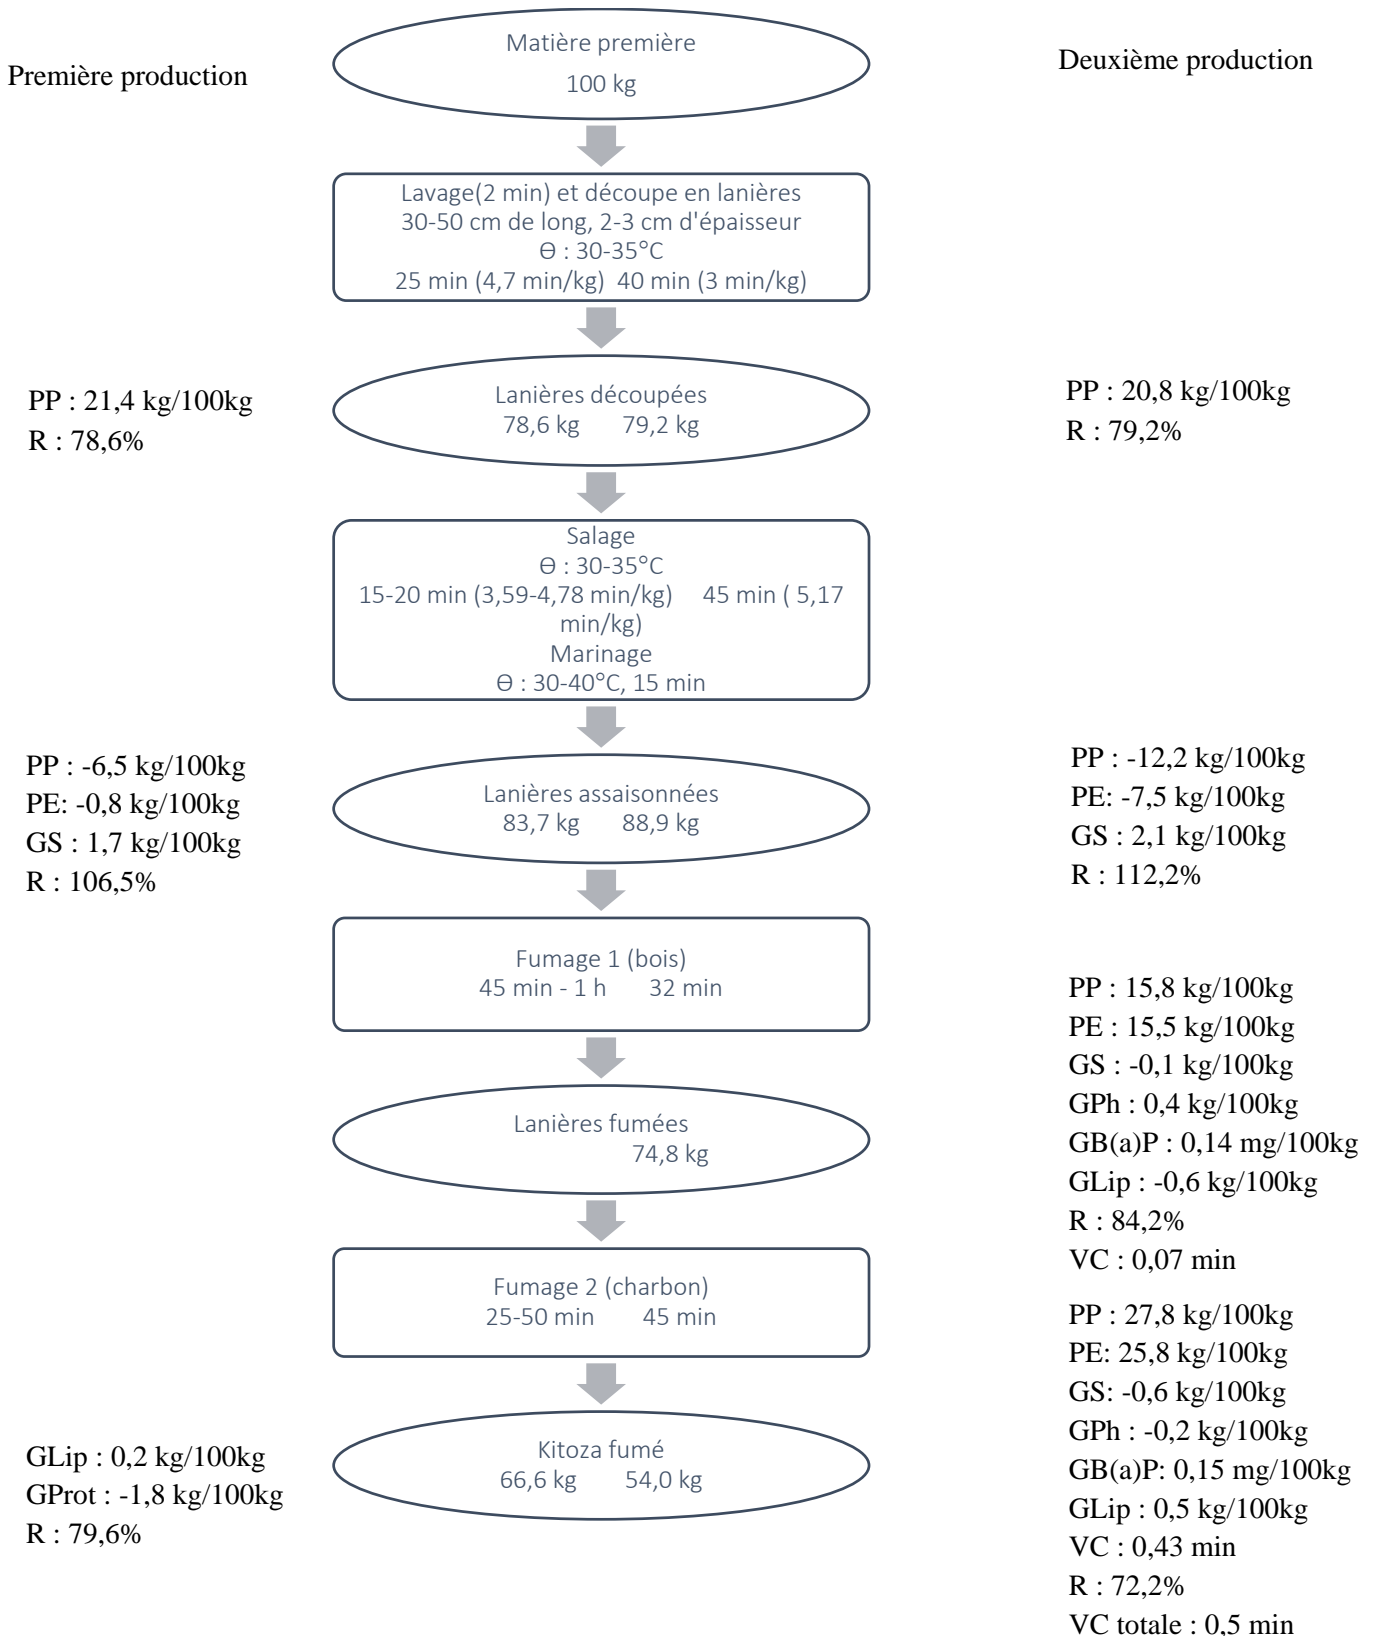 Première production
Matière première
100 kg
Deuxième production
Lavage(2 min) et découpe en lanières
30-50 cm de long, 2-3 cm d'épaisseur
Ɵ : 30-35°C
25 min (4,7 min/kg) 40 min (3 min/kg)
PP : 21,4 kg/100kg
R : 78,6%
Lanières découpées
78,6 kg 79,2 kg
PP : 20,8 kg/100kg
R : 79,2%
Salage
Ɵ : 30-35°C
15-20 min (3,59-4,78 min/kg) 45 min ( 5,17
min/kg)
Marinage
Ɵ : 30-40°C, 15 min
PP : -6,5 kg/100kg
PE: -0,8 kg/100kg
GS : 1,7 kg/100kg
R : 106,5%
Lanières assaisonnées
83,7 kg 88,9 kg
PP : -12,2 kg/100kg
PE: -7,5 kg/100kg
GS : 2,1 kg/100kg
R : 112,2%
Fumage 1 (bois)
45 min - 1 h 32 min
Lanières fumées
74,8 kg
PP : 15,8 kg/100kg
PE : 15,5 kg/100kg
GS : -0,1 kg/100kg
GPh : 0,4 kg/100kg
GB(a)P : 0,14 mg/100kg
GLip : -0,6 kg/100kg
R : 84,2%
VC : 0,07 min
Fumage 2 (charbon)
25-50 min 45 min
GLip : 0,2 kg/100kg
GProt : -1,8 kg/100kg
R : 79,6%
Kitoza fumé
66,6 kg 54,0 kg
PP : 27,8 kg/100kg
PE: 25,8 kg/100kg
GS: -0,6 kg/100kg
GPh : -0,2 kg/100kg
GB(a)P: 0,15 mg/100kg
GLip : 0,5 kg/100kg
VC : 0,43 min
R : 72,2%
VC totale : 0,5 min